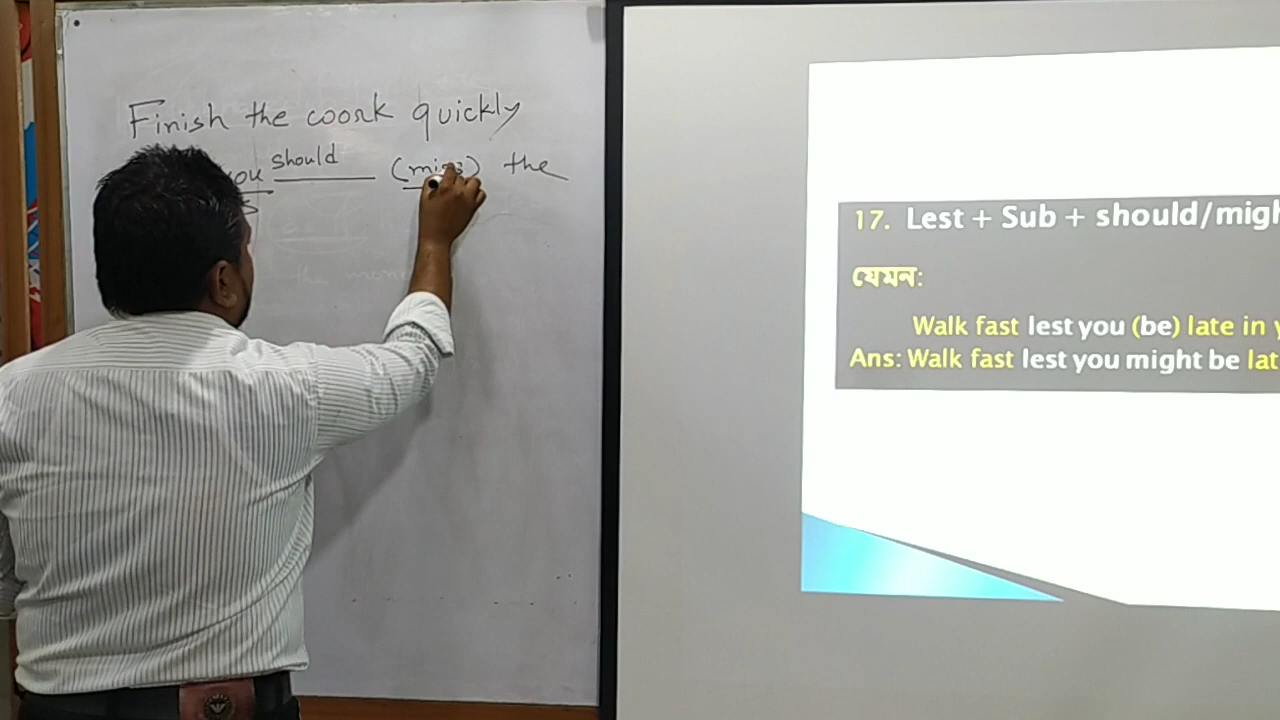 Finish the work quickly
you should (miss) the
17. Lest + Sub + should/migh
যেমন:
Walk fast lest you (be) late in y
Ans: Walk fast lest you might be lat